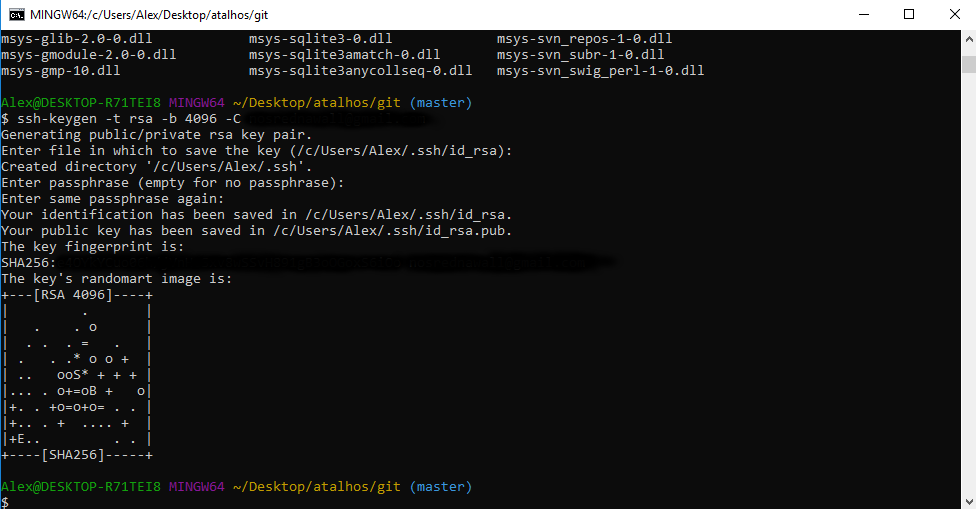 MINGW64:/c/Users/Alex/Desktop/atalhos/git
msys-glib-2.0-0.dll msys-sqlite3-0.dll msys-svn_repos-1-0.dll
msys-gmodule-2.0-0.dll msys-sqlite3amatch-0.dll msys-svn_subr-1-0.dll
msys-gmp-10.dll msys-sqlite3anycollseq-0.dll msys-svn_swig_perl-1-0.dll
Alex@DESKTOP-R71TEI8 MINGW64 ~/Desktop/atalhos/git (master)
$ ssh-keygen -t rsa -b 4096 -C
Generating public/private rsa key pair.
Enter file in which to save the key (/c/Users/Alex/.ssh/id_rsa):
Created directory '/c/Users/Alex/.ssh'.
Enter passphrase (empty for no passphrase):
Enter same passphrase again:
Your identification has been saved in /c/Users/Alex/.ssh/id_rsa.
Your public key has been saved in /c/Users/Alex/.ssh/id_rsa.pub.
The key fingerprint is:
SHA256:
The key's randomart image is:
+---[RSA 4096]----+
|         .       |
|   .    . o      |
|  . .  . =   .   |
| .   . .* o o +  |
| ..   ooS* + + + |
|... . o+=oB +   o|
|+. . +o=o+o= . . |
|+.. . +  .... +  |
|+E..         . . |
+----[SHA256]-----+
Alex@DESKTOP-R71TEI8 MINGW64 ~/Desktop/atalhos/git (master)
$